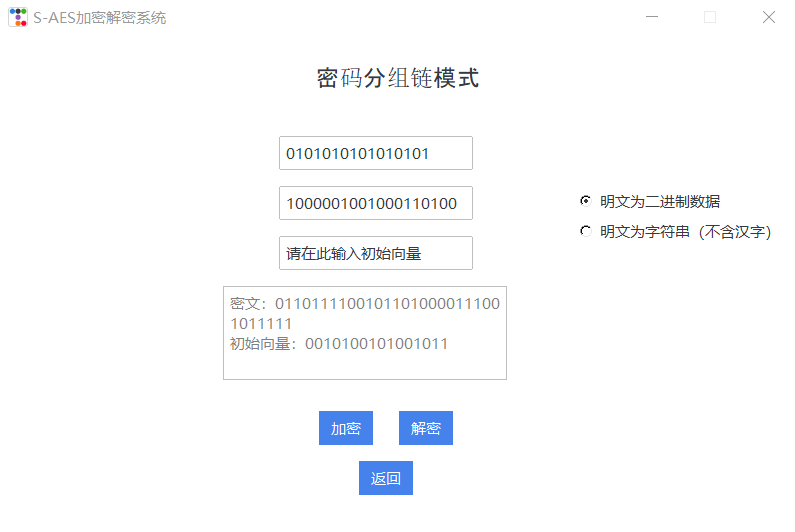 S-AES加密解密系统
密码分组链模式
0101010101010101
1000001001000110100
明文为二进制数据
明文为字符串（不含汉字）
请在此输入初始向量
密文：011011110010110100001 1100
1011111
初始向量：0010100101001011
加密
解密
返回